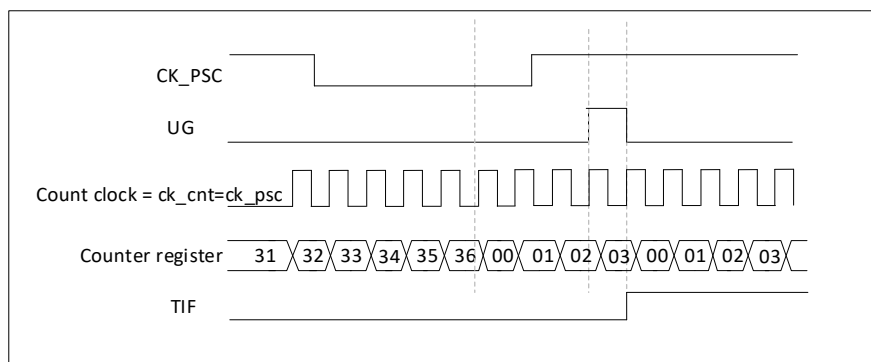 CK_PSC
UG
Count clock = ck_cnt=ck_psc
Counter register 31 32 33 34 35 36 00 01 02 03 00 01 02 03
TIF